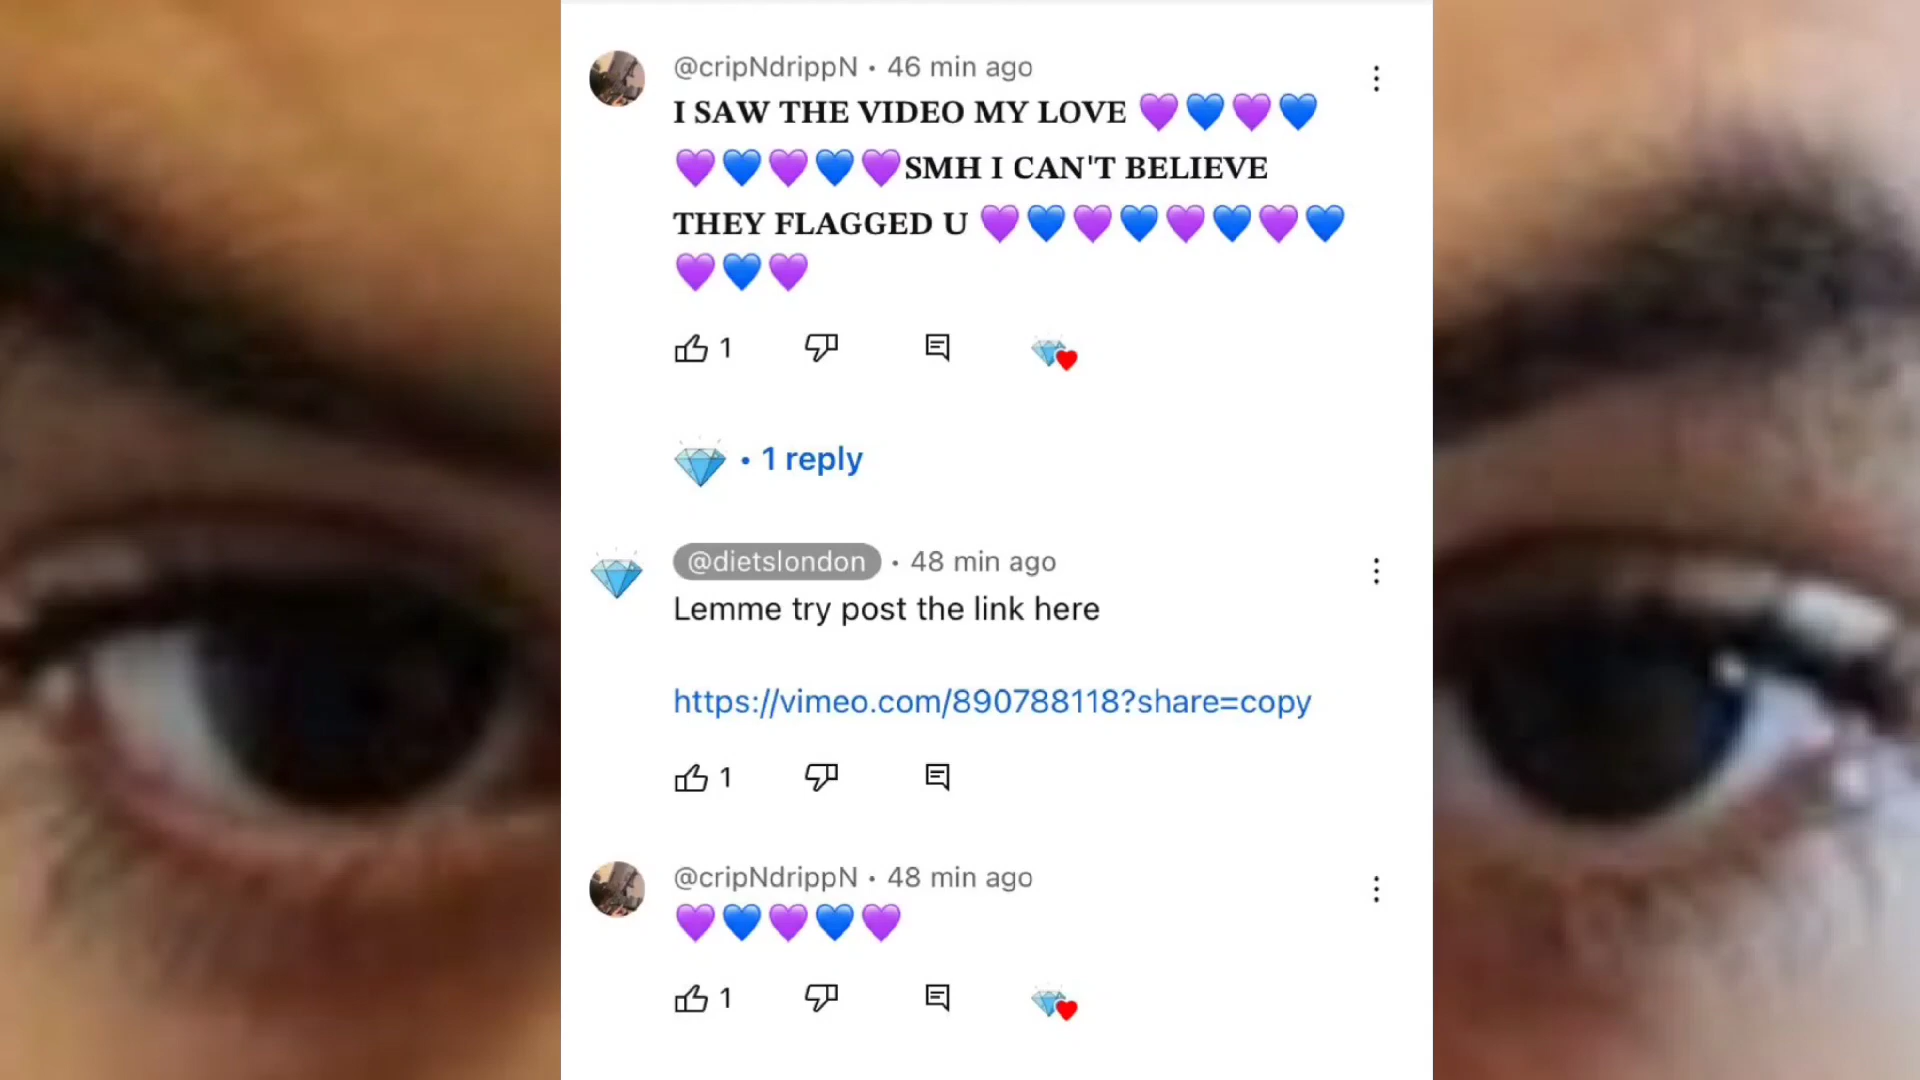 @cripNdrippN • 46 min ago
I SAW THE VIDEO MY LOVE 💜💙💜💙
💜💙💜💙💜SMH I CAN'T BELIEVE
THEY FLAGGED U 💜💙💜💙💜💙💜💙
💜💙💜
1
• 1 reply
@dietslondon • 48 min ago
Lemme try post the link here
https://vimeo.com/890788118?share=copy
1
@cripNdrippN • 48 min ago
💜💙💜💙💜
1